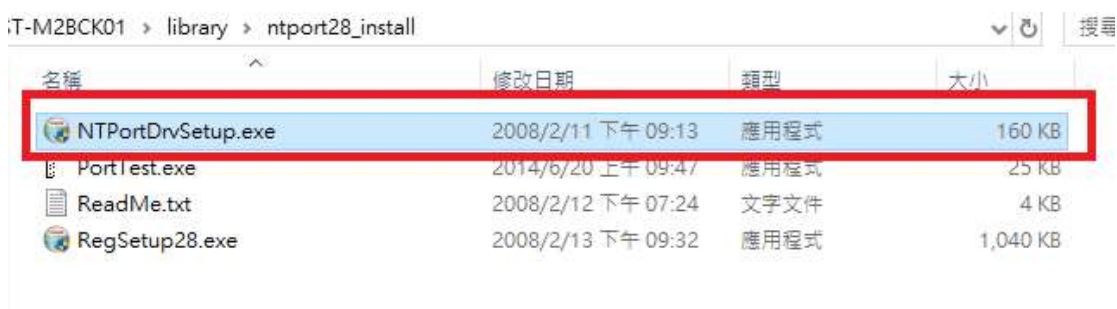 ST-M2BCK01 > library > ntport28_install 搜尋
名稱 修改日期 類型 大小
NTPortDrvSetup.exe 2008/2/11 下午 09:13 應用程式 160 KB
PortTest.exe 2014/6/20 上午 09:47 應用程式 25 KB
ReadMe.txt 2008/2/12 下午 07:24 文字文件 4 KB
RegSetup28.exe 2008/2/13 下午 09:32 應用程式 1,040 KB